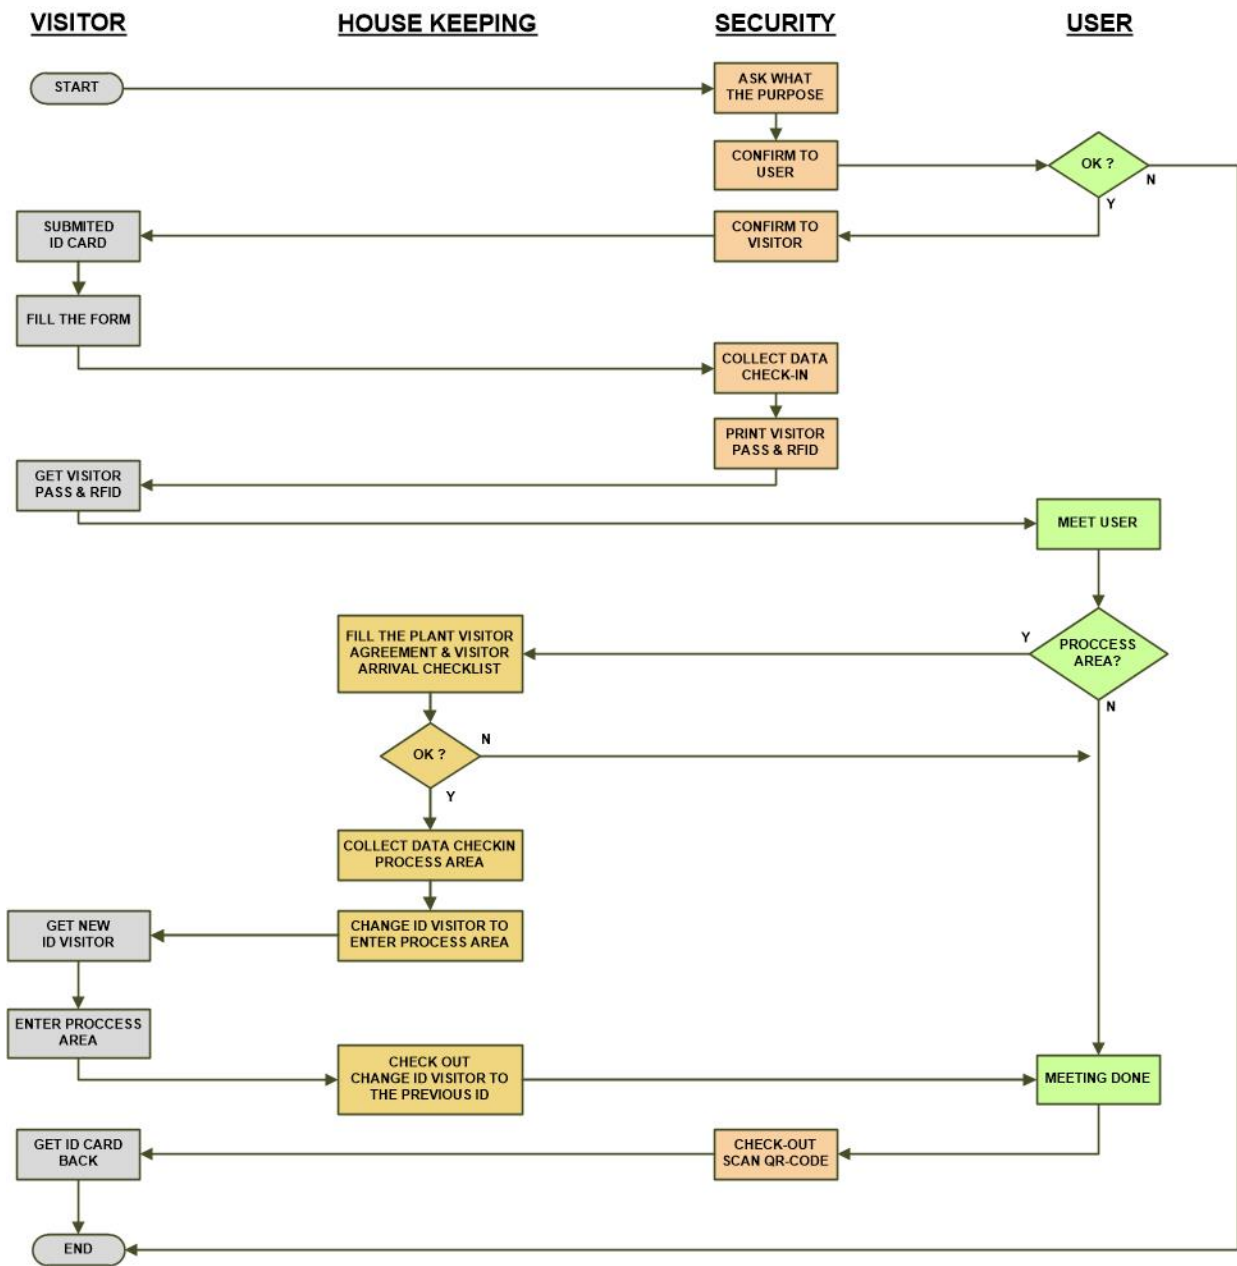 VISITOR
HOUSE KEEPING
SECURITY
USER
START
ASK WHAT
THE PURPOSE
CONFIRM TO
USER
OK ?
N
Y
SUBMITED
ID CARD
CONFIRM TO
VISITOR
FILL THE FORM
COLLECT DATA
CHECK-IN
PRINT VISITOR
PASS & RFID
GET VISITOR
PASS & RFID
MEET USER
FILL THE PLANT VISITOR
AGREEMENT & VISITOR
ARRIVAL CHECKLIST
Y
PROCCESS
AREA?
N
OK ?
N
Y
COLLECT DATA CHECKIN
PROCESS AREA
GET NEW
ID VISITOR
CHANGE ID VISITOR TO
ENTER PROCESS AREA
ENTER PROCCESS
AREA
CHECK OUT
CHANGE ID VISITOR TO
THE PREVIOUS ID
MEETING DONE
GET ID CARD
BACK
CHECK-OUT
SCAN QR-CODE
END